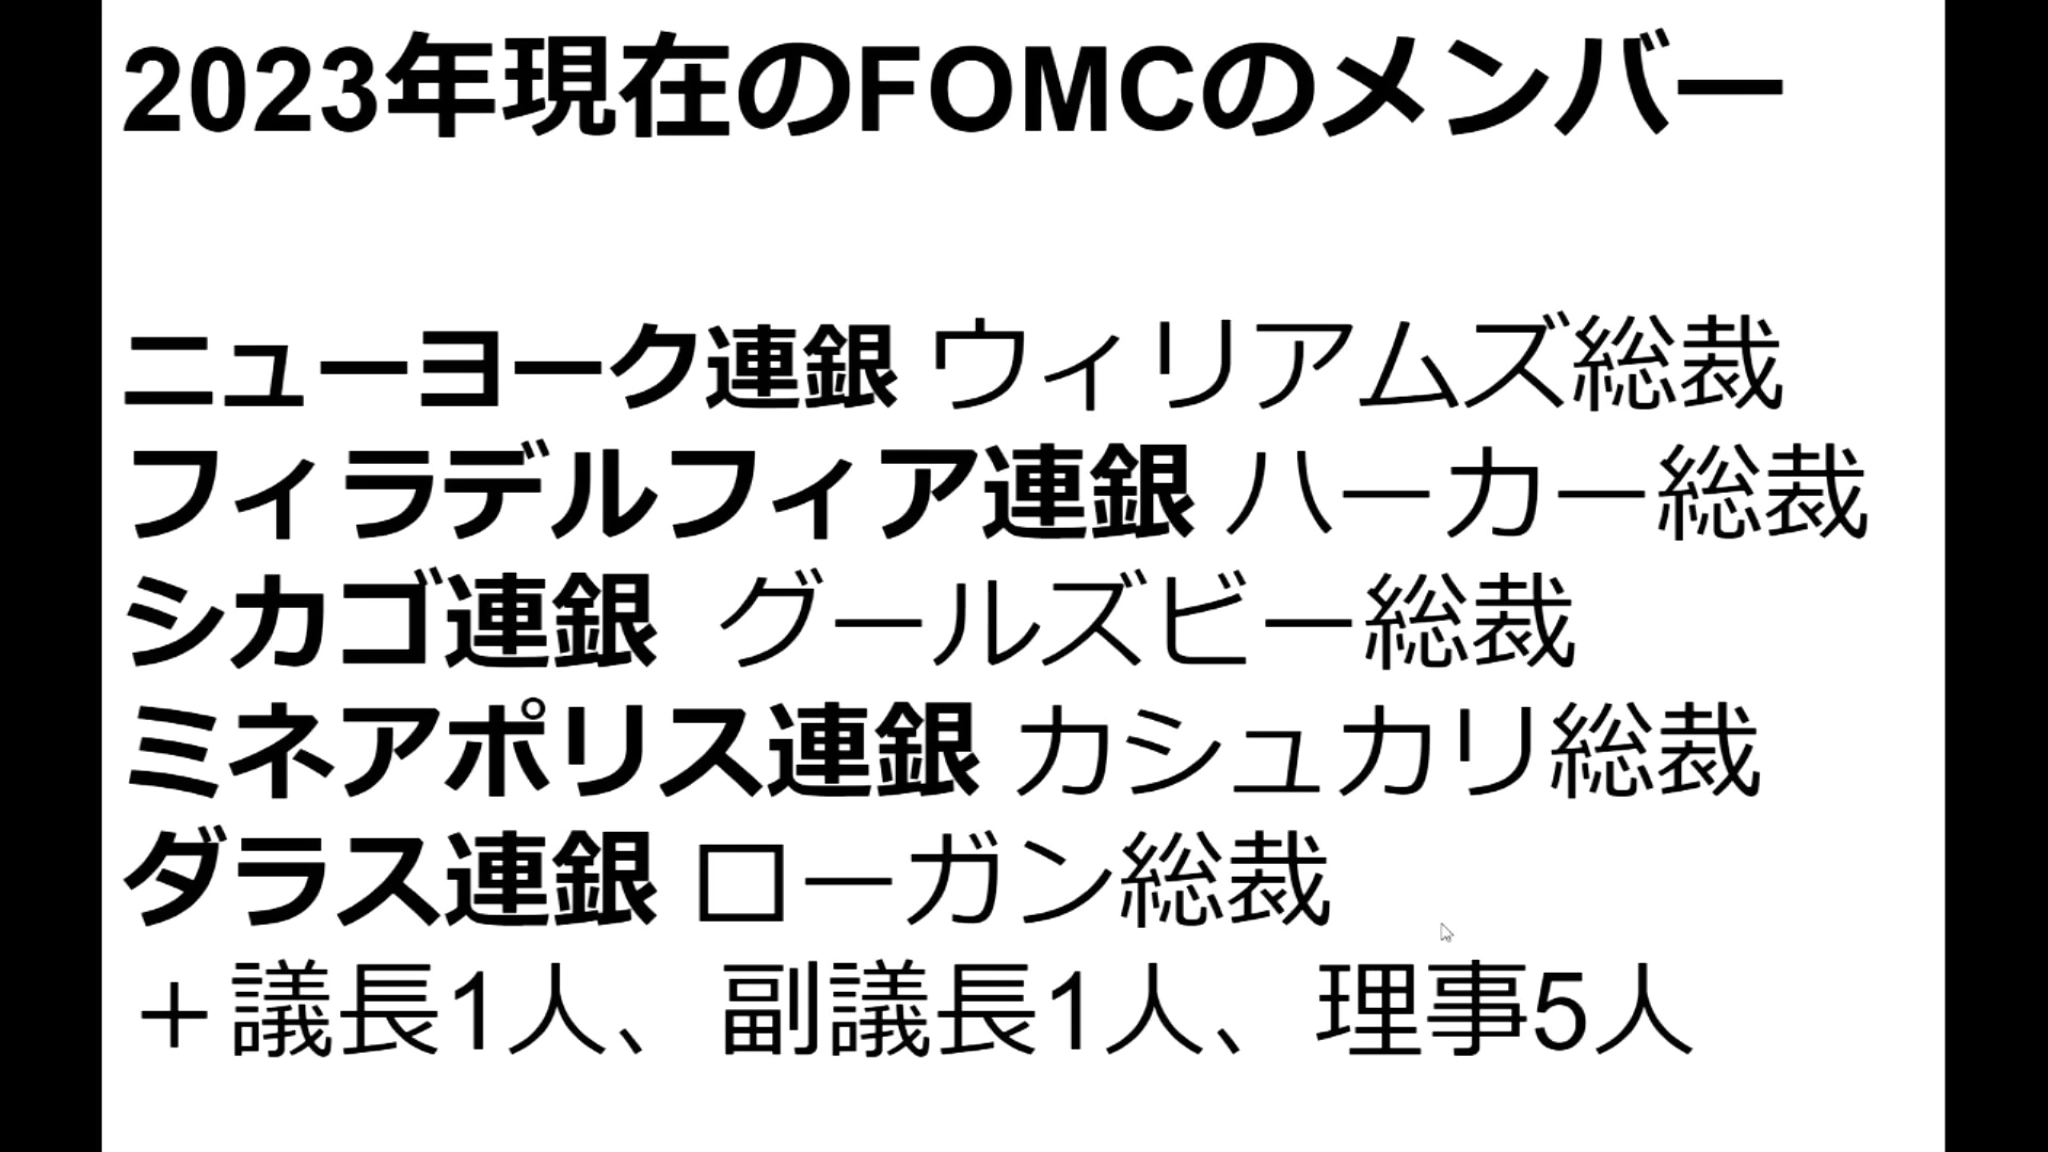 2023年現在のFOMCのメンバー
ニューヨーク連銀 ウィリアムズ総裁
フィラデルフィア連銀 ハーカー総裁
シカゴ連銀 グールズビー総裁
ミネアポリス連銀 カシュカリ総裁
ダラス連銀 ローガン総裁
＋議長1人、副議長1人、理事5人